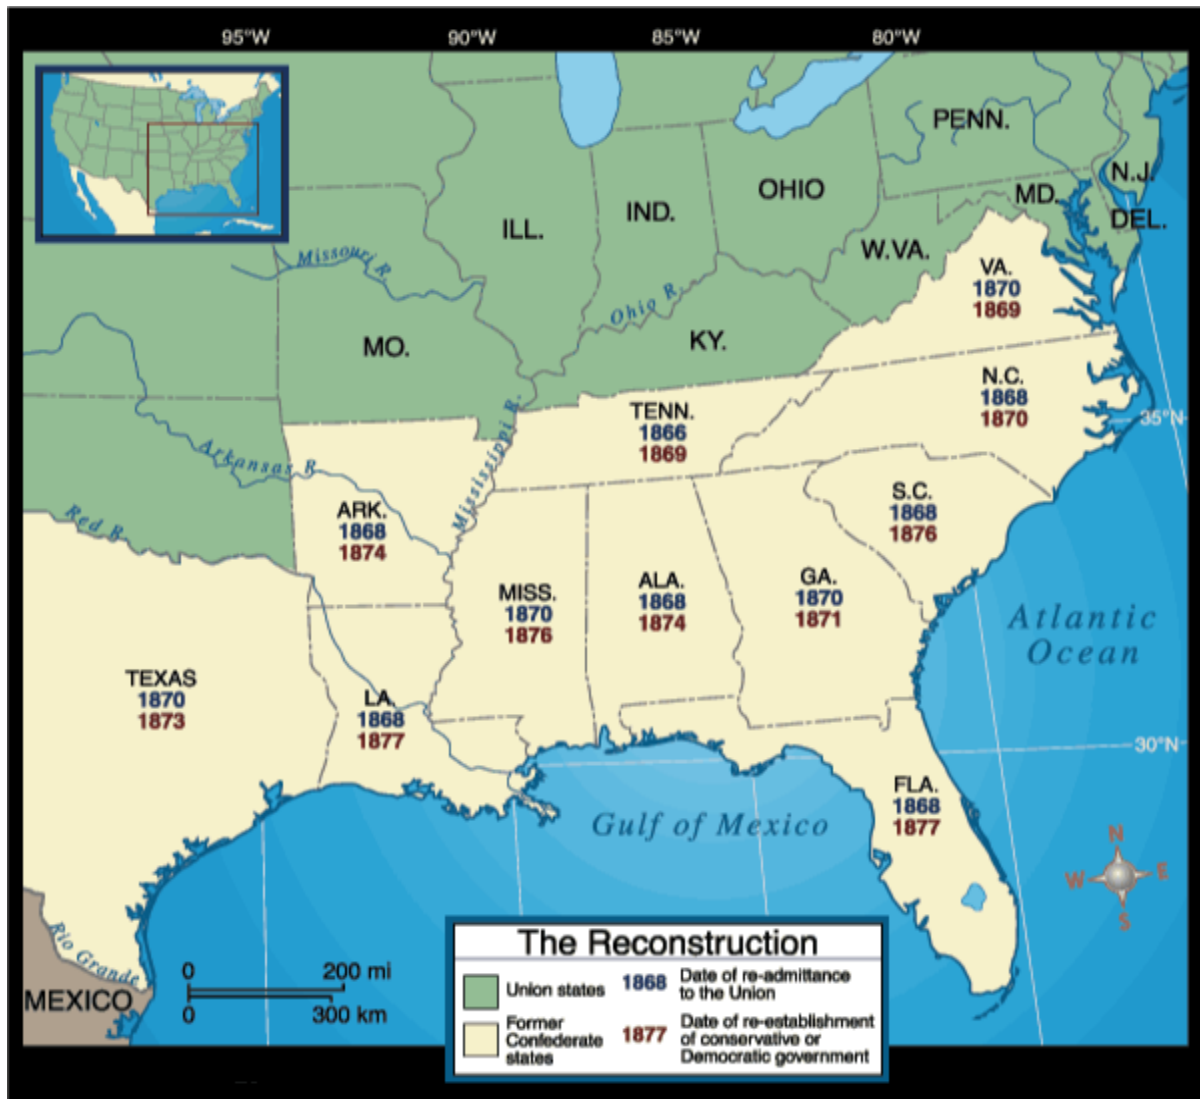 95°W
90°W
85°W
80°W
PENN.
N.J.
MD.
DEL.
OHIO
IND.
ILL.
W.VA.
Missouri R.
VA.
1870
1869
Ohio R.
MO.
KY.
N.C.
1868
1870
35°N
TENN.
1866
1869
Mississippi R.
Arkansas R
S.C.
1868
1876
ARK.
1868
1874
Red R
MISS.
1870
1876
ALA.
1868
1874
GA.
1870
1871
Atlantic
Ocean
TEXAS
1870
1873
LA.
1868
1877
30°N
FLA.
1868
1877
Gulf of Mexico
N
W
E
S
Rio Grande
MEXICO
0
200 mi
0
300 km
The Reconstruction
Union states
1868
Date of re-admittance
to the Union
Former
Confederate
states
1877
Date of re-establishment
of conservative or
Democratic government